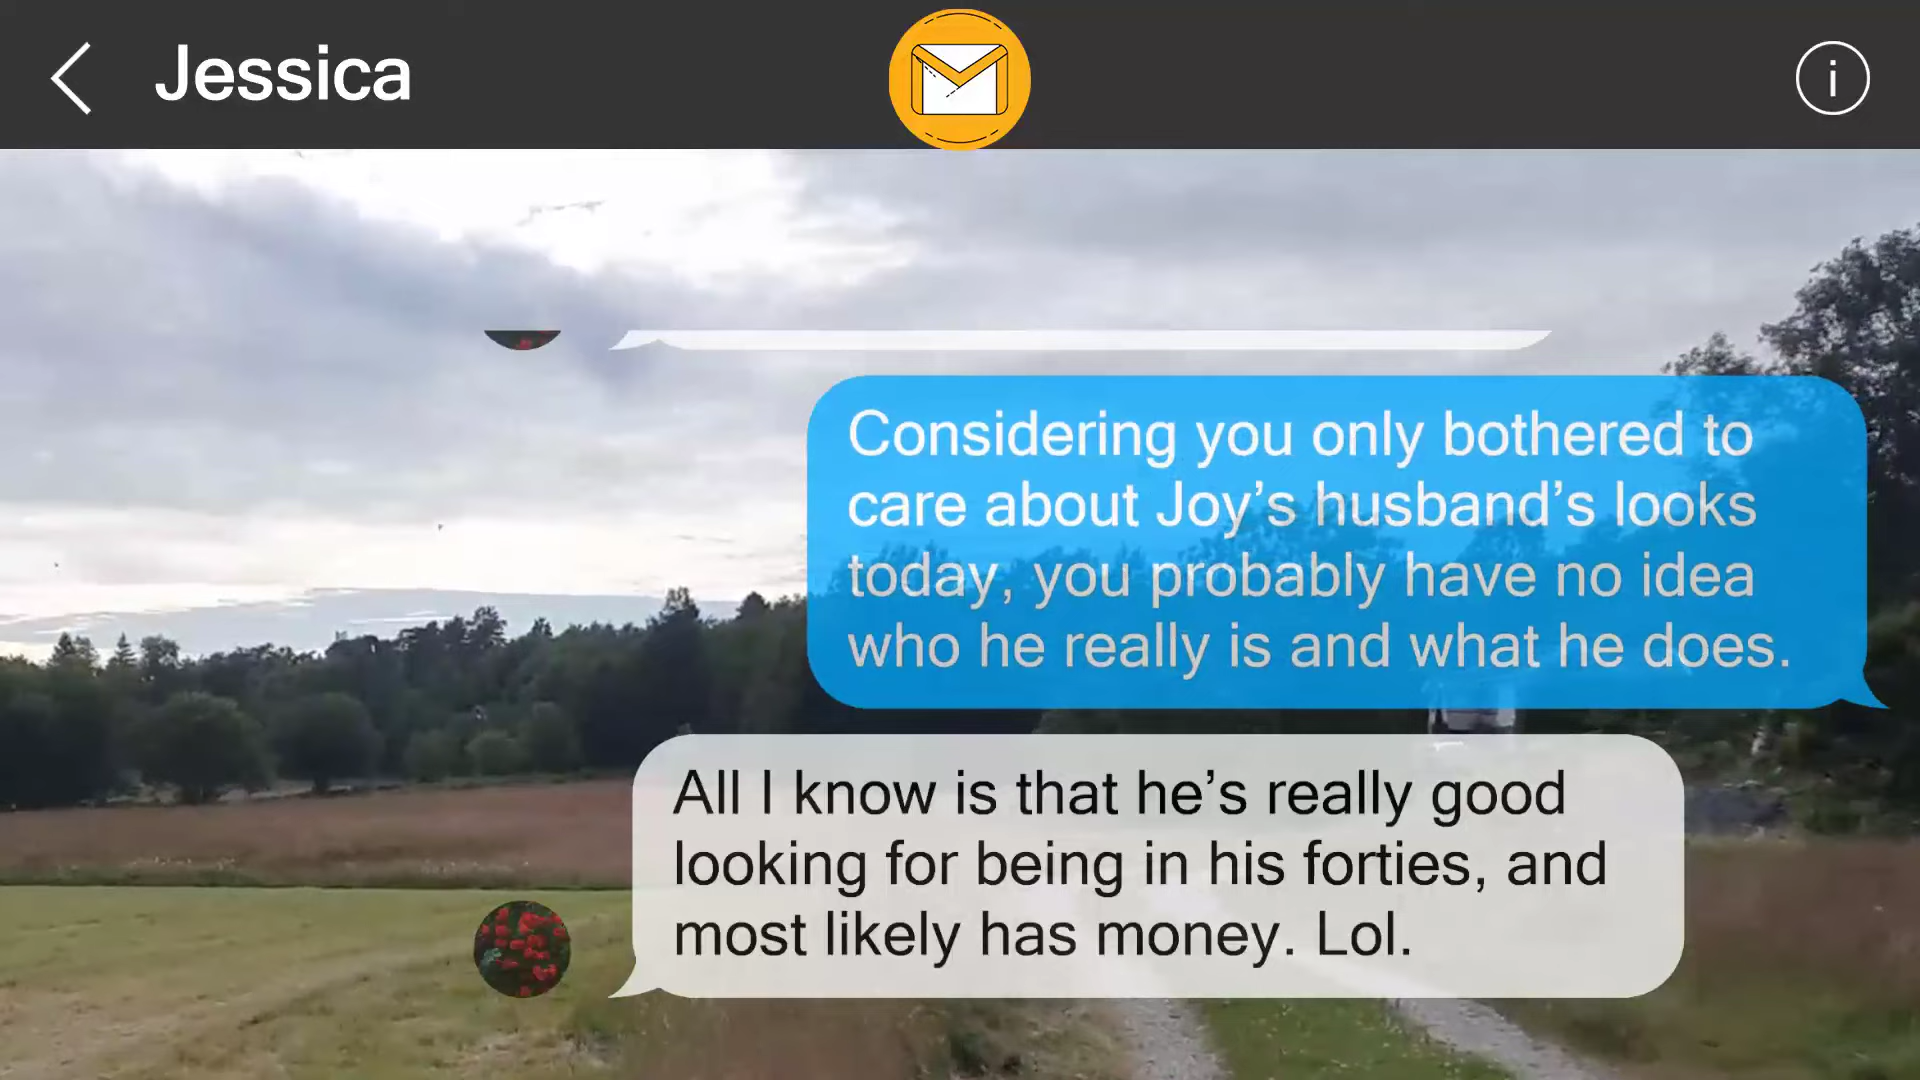 Jessica
i
Considering you only bothered to
care about Joy’s husband’s looks
today, you probably have no idea
who he really is and what he does.
All I know is that he’s really good
looking for being in his forties, and
most likely has money. Lol.